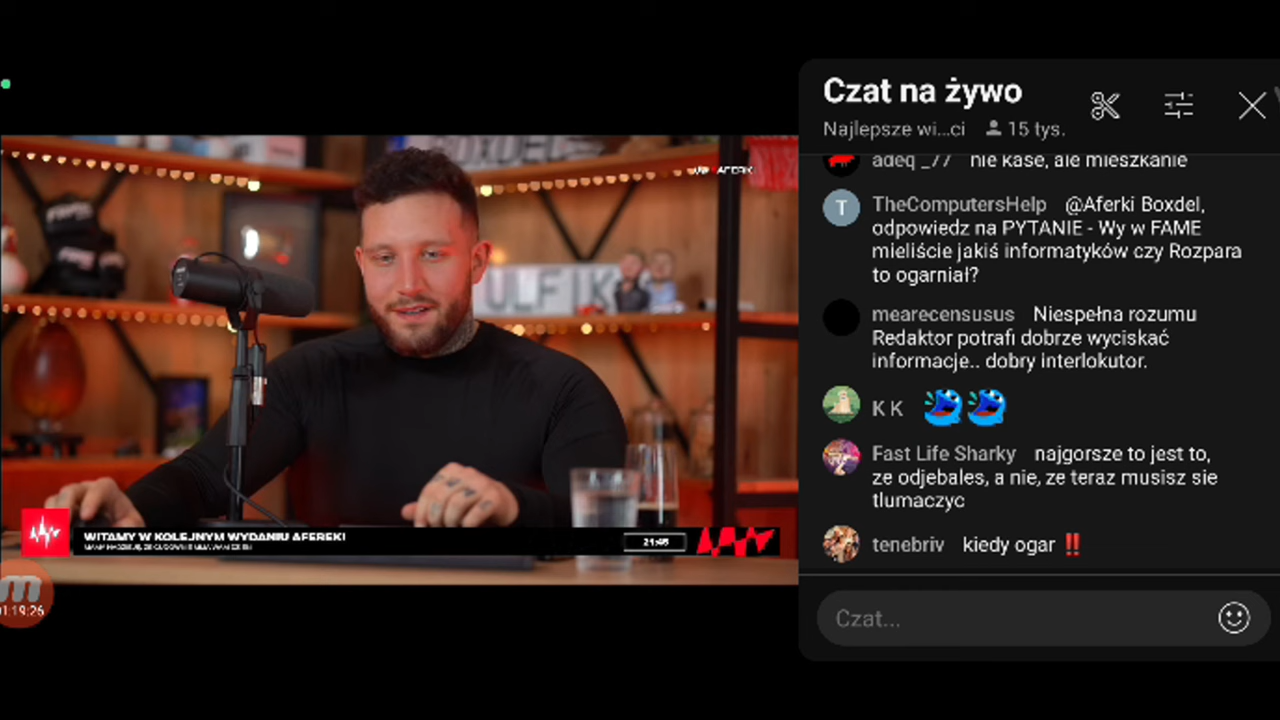 Czat na żywo
Najlepsze wi...ci 15 tys.
adeq _77 nie kase, ale mieszkanie
T TheComputersHelp @Aferki Boxdel,
odpowiedz na PYTANIE - Wy w FAME
mieliście jakiś informatyków czy Rozpara
to ogarniał?
mearecensusus Niespełna rozumu
Redaktor potrafi dobrze wyciskać
informacje.. dobry interlokutor.
K K
Fast Life Sharky najgorsze to jest to,
ze odjebales, a nie, ze teraz musisz sie
tlumaczyc
tenebriv kiedy ogar ‼️
Czat...
WITAMY W KOLEJNYM WYDANIU AFEREK!
21:45
01:19:26